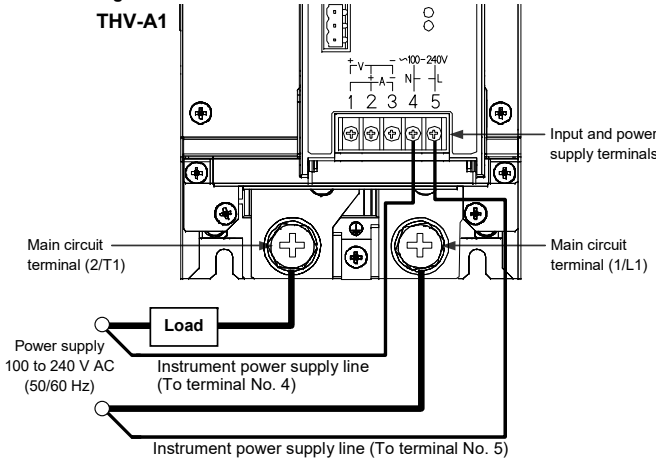 THV-A1
+ – ∽100-240V
V
+ A – N L
1 2 3 4 5
Input and power
supply terminals
Main circuit
terminal (2/T1)
Main circuit
terminal (1/L1)
Load
Power supply
100 to 240 V AC
(50/60 Hz)
Instrument power supply line
(To terminal No. 4)
Instrument power supply line (To terminal No. 5)